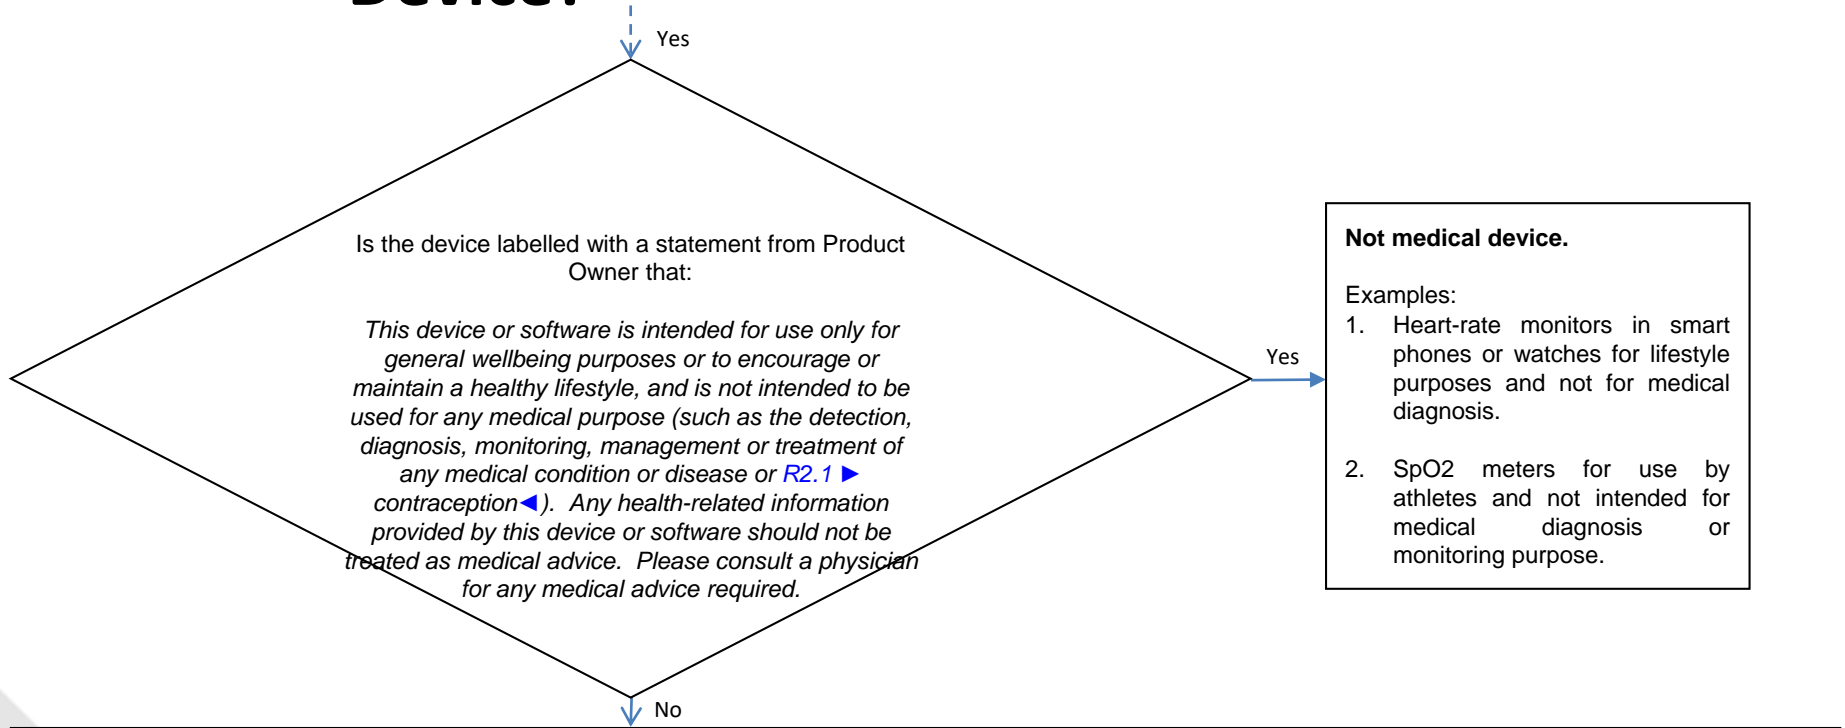 Device?
Yes
Is the device labelled with a statement from Product
Owner that:
This device or software is intended for use only for
general wellbeing purposes or to encourage or
maintain a healthy lifestyle, and is not intended to be
used for any medical purpose (such as the detection,
diagnosis, monitoring, management or treatment of
any medical condition or disease or R2.1 ►
contraception◄). Any health-related information
provided by this device or software should not be
treated as medical advice. Please consult a physician
for any medical advice required.
Yes
Not medical device.
Examples:
1. Heart-rate monitors in smart
phones or watches for lifestyle
purposes and not for medical
diagnosis.
2. SpO2 meters for use by
athletes and not intended for
medical diagnosis or
monitoring purpose.
No